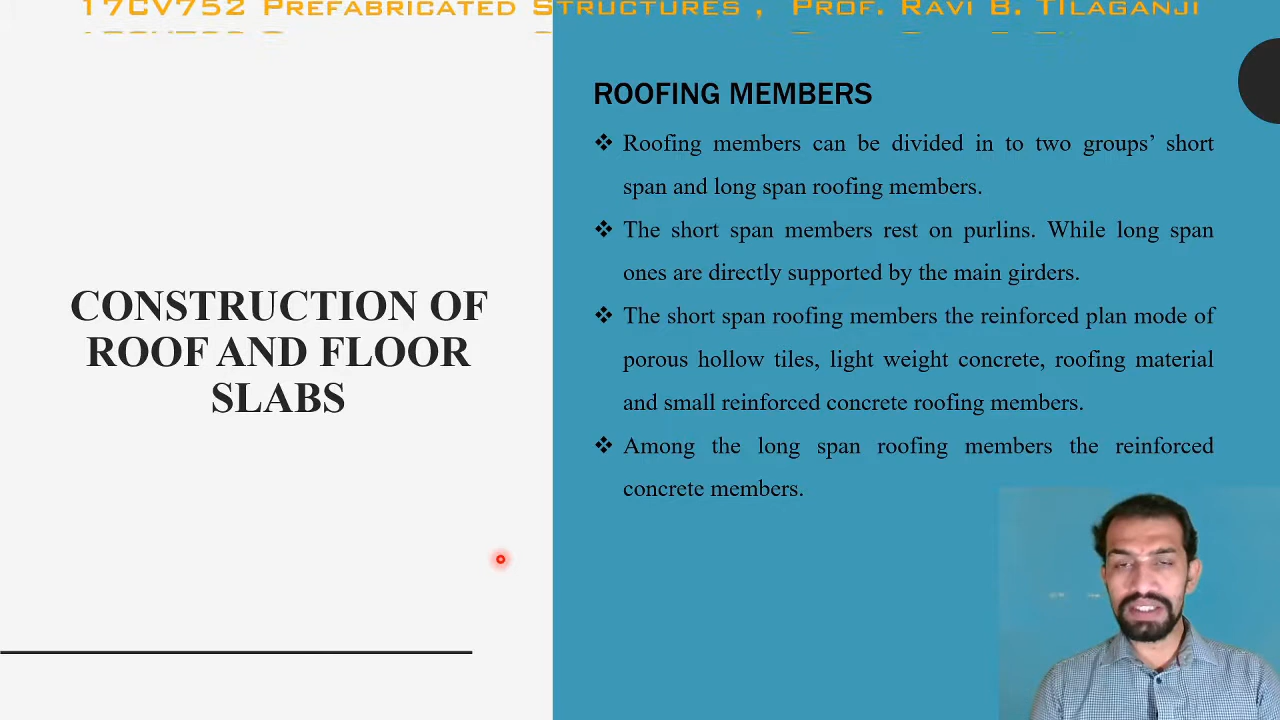 17CV752 Prefabricated Structures , Prof. Ravi B. Tilaganji
CONSTRUCTION OF
ROOF AND FLOOR
SLABS
ROOFING MEMBERS
❖ Roofing members can be divided in to two groups’ short
span and long span roofing members.
❖ The short span members rest on purlins. While long span
ones are directly supported by the main girders.
❖ The short span roofing members the reinforced plan mode of
porous hollow tiles, light weight concrete, roofing material
and small reinforced concrete roofing members.
❖ Among the long span roofing members the reinforced
concrete members.